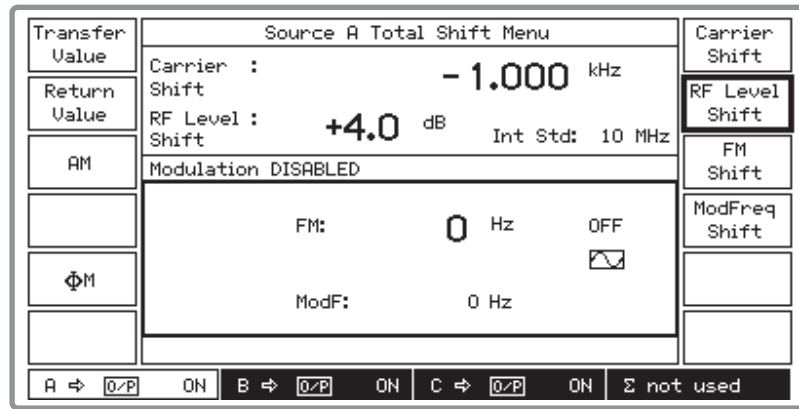 Source A Total Shift Menu
Transfer
Value
Return
Value
AM
ΦM
Carrier : - 1.000 kHz
Shift
RF Level : +4.0 dB
Shift Int Std: 10 MHz
Modulation DISABLED
FM: 0 Hz OFF
ModF: 0 Hz
Carrier
Shift
RF Level
Shift
FM
Shift
ModFreq
Shift
A ⇨ O/P ON B ⇨ O/P ON C ⇨ O/P ON Σ not used